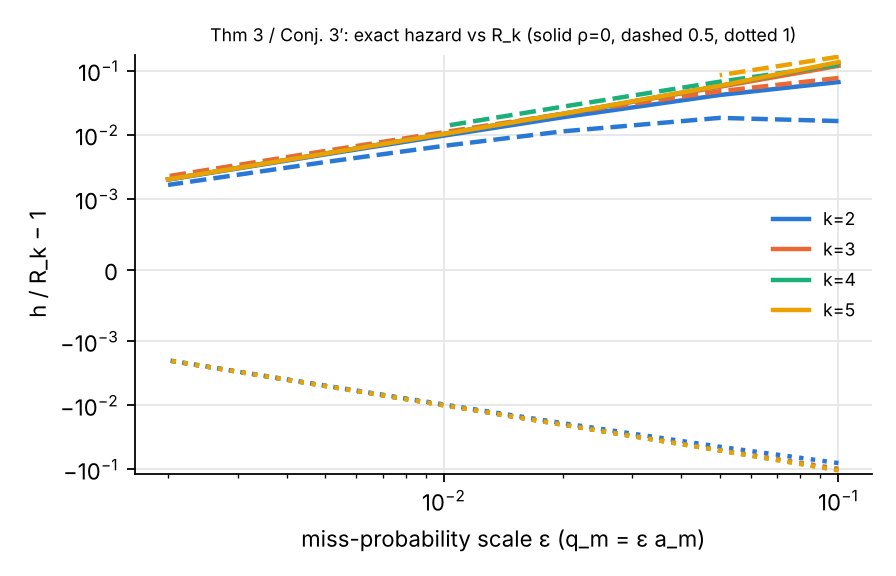 Thm 3 / Conj. 3′: exact hazard vs R_k (solid ρ=0, dashed 0.5, dotted 1)
h / R_k − 1
10⁻¹
10⁻²
10⁻³
0
−10⁻³
−10⁻²
−10⁻¹
k=2
k=3
k=4
k=5
10⁻²
10⁻¹
miss-probability scale ε (q_m = ε a_m)